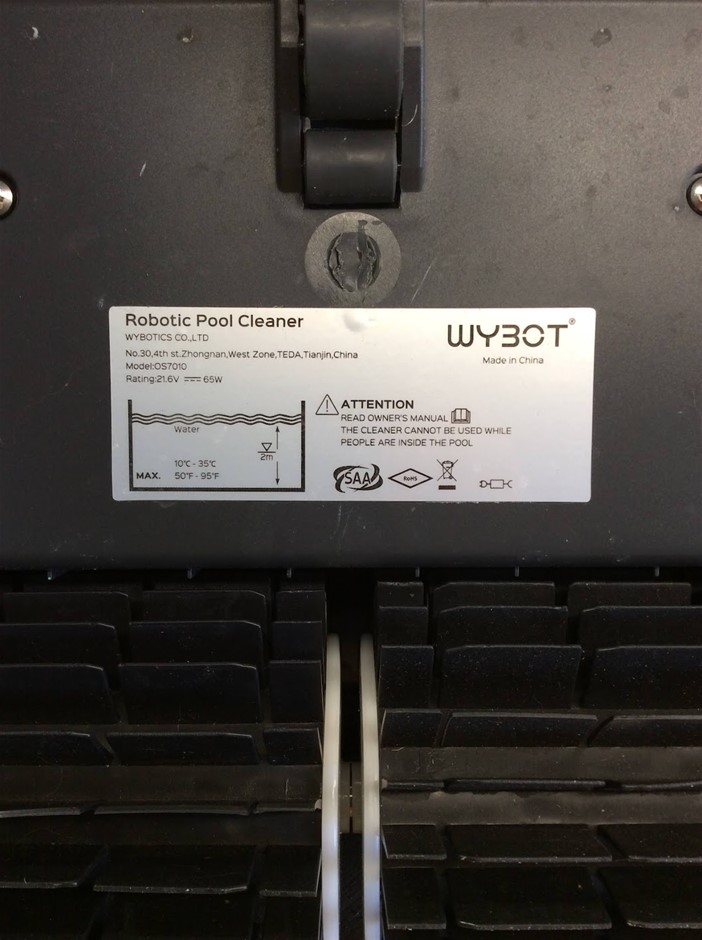 Robotic Pool Cleaner
WYBOTICS CO.,LTD
No.30,4th st.Zhongnan,West Zone,TEDA,Tianjin,China
Model:OS7010
Rating:21.6V 65W
WYBOT®
Made in China
Water
2m
10℃ - 35℃
MAX. 50°F - 95°F
ATTENTION
READ OWNER'S MANUAL
THE CLEANER CANNOT BE USED WHILE
PEOPLE ARE INSIDE THE POOL
SAA
RoHS